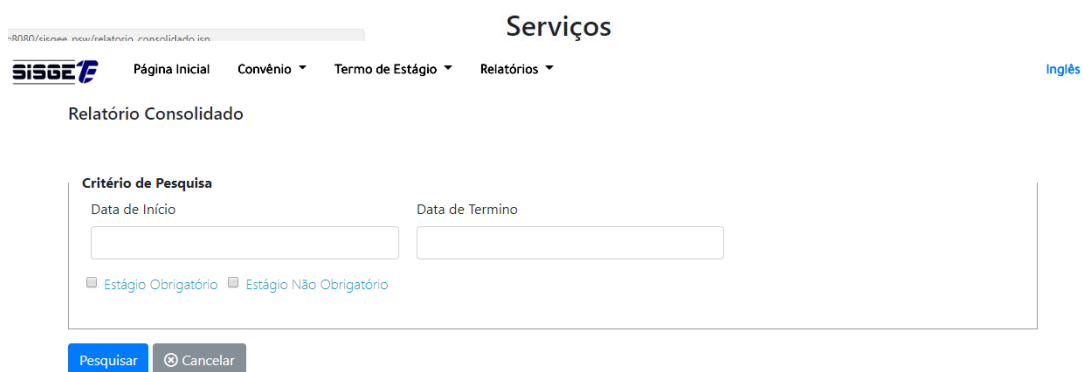 Serviços
:8080/sisgee_psw/relatorio_consolidado.jsp
SISGEE Página Inicial Convênio Termo de Estágio Relatórios Inglês
Relatório Consolidado
Critério de Pesquisa
Data de Início Data de Termino
Estágio Obrigatório Estágio Não Obrigatório
Pesquisar Cancelar